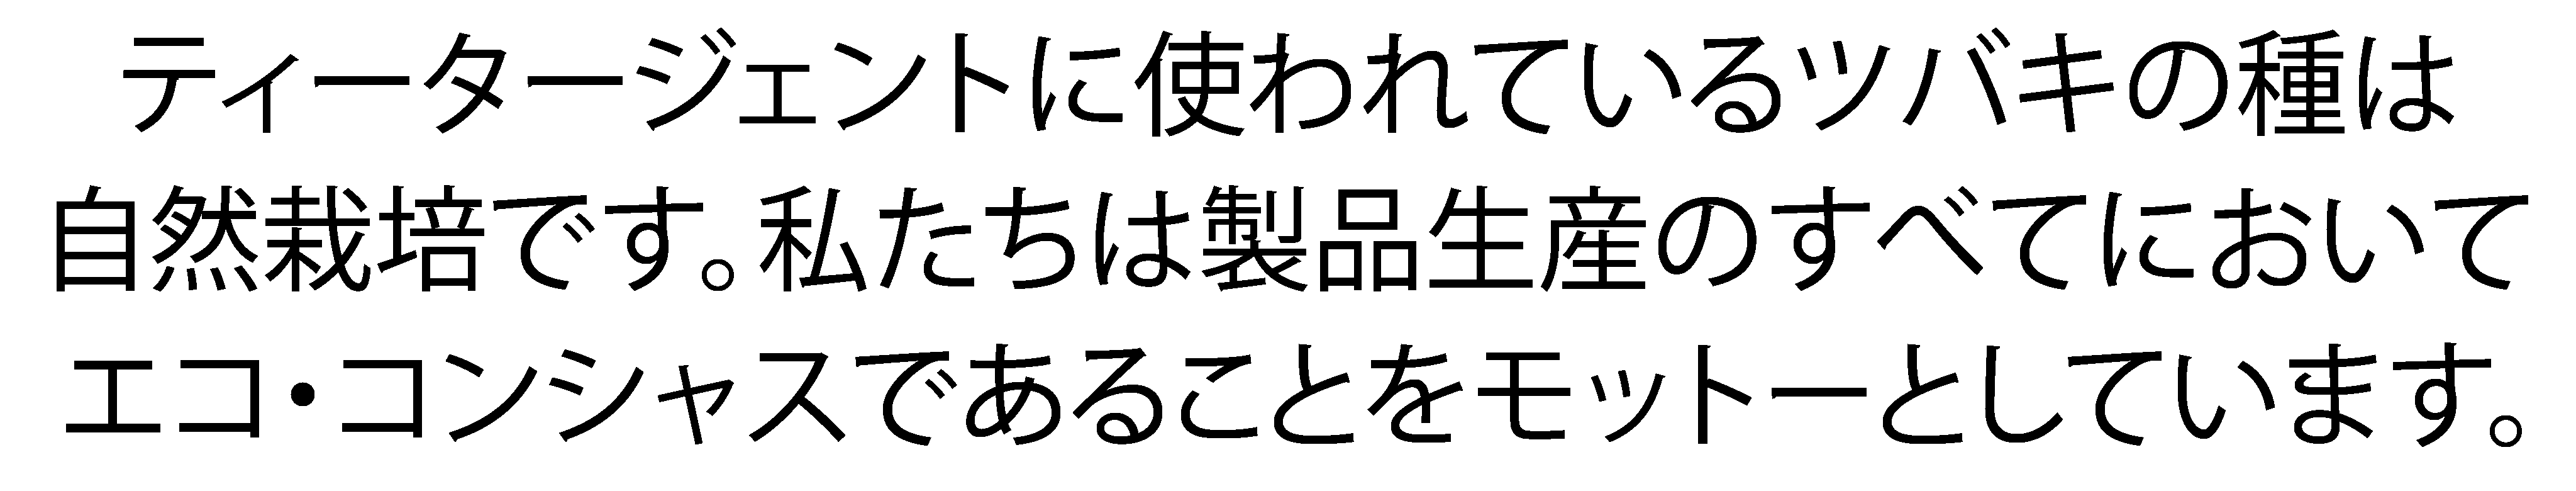 ティータージェントに使われているツバキの種は
自然栽培です。私たちは製品生産のすべてにおいて
エコ・コンシャスであることをモットーとしています。